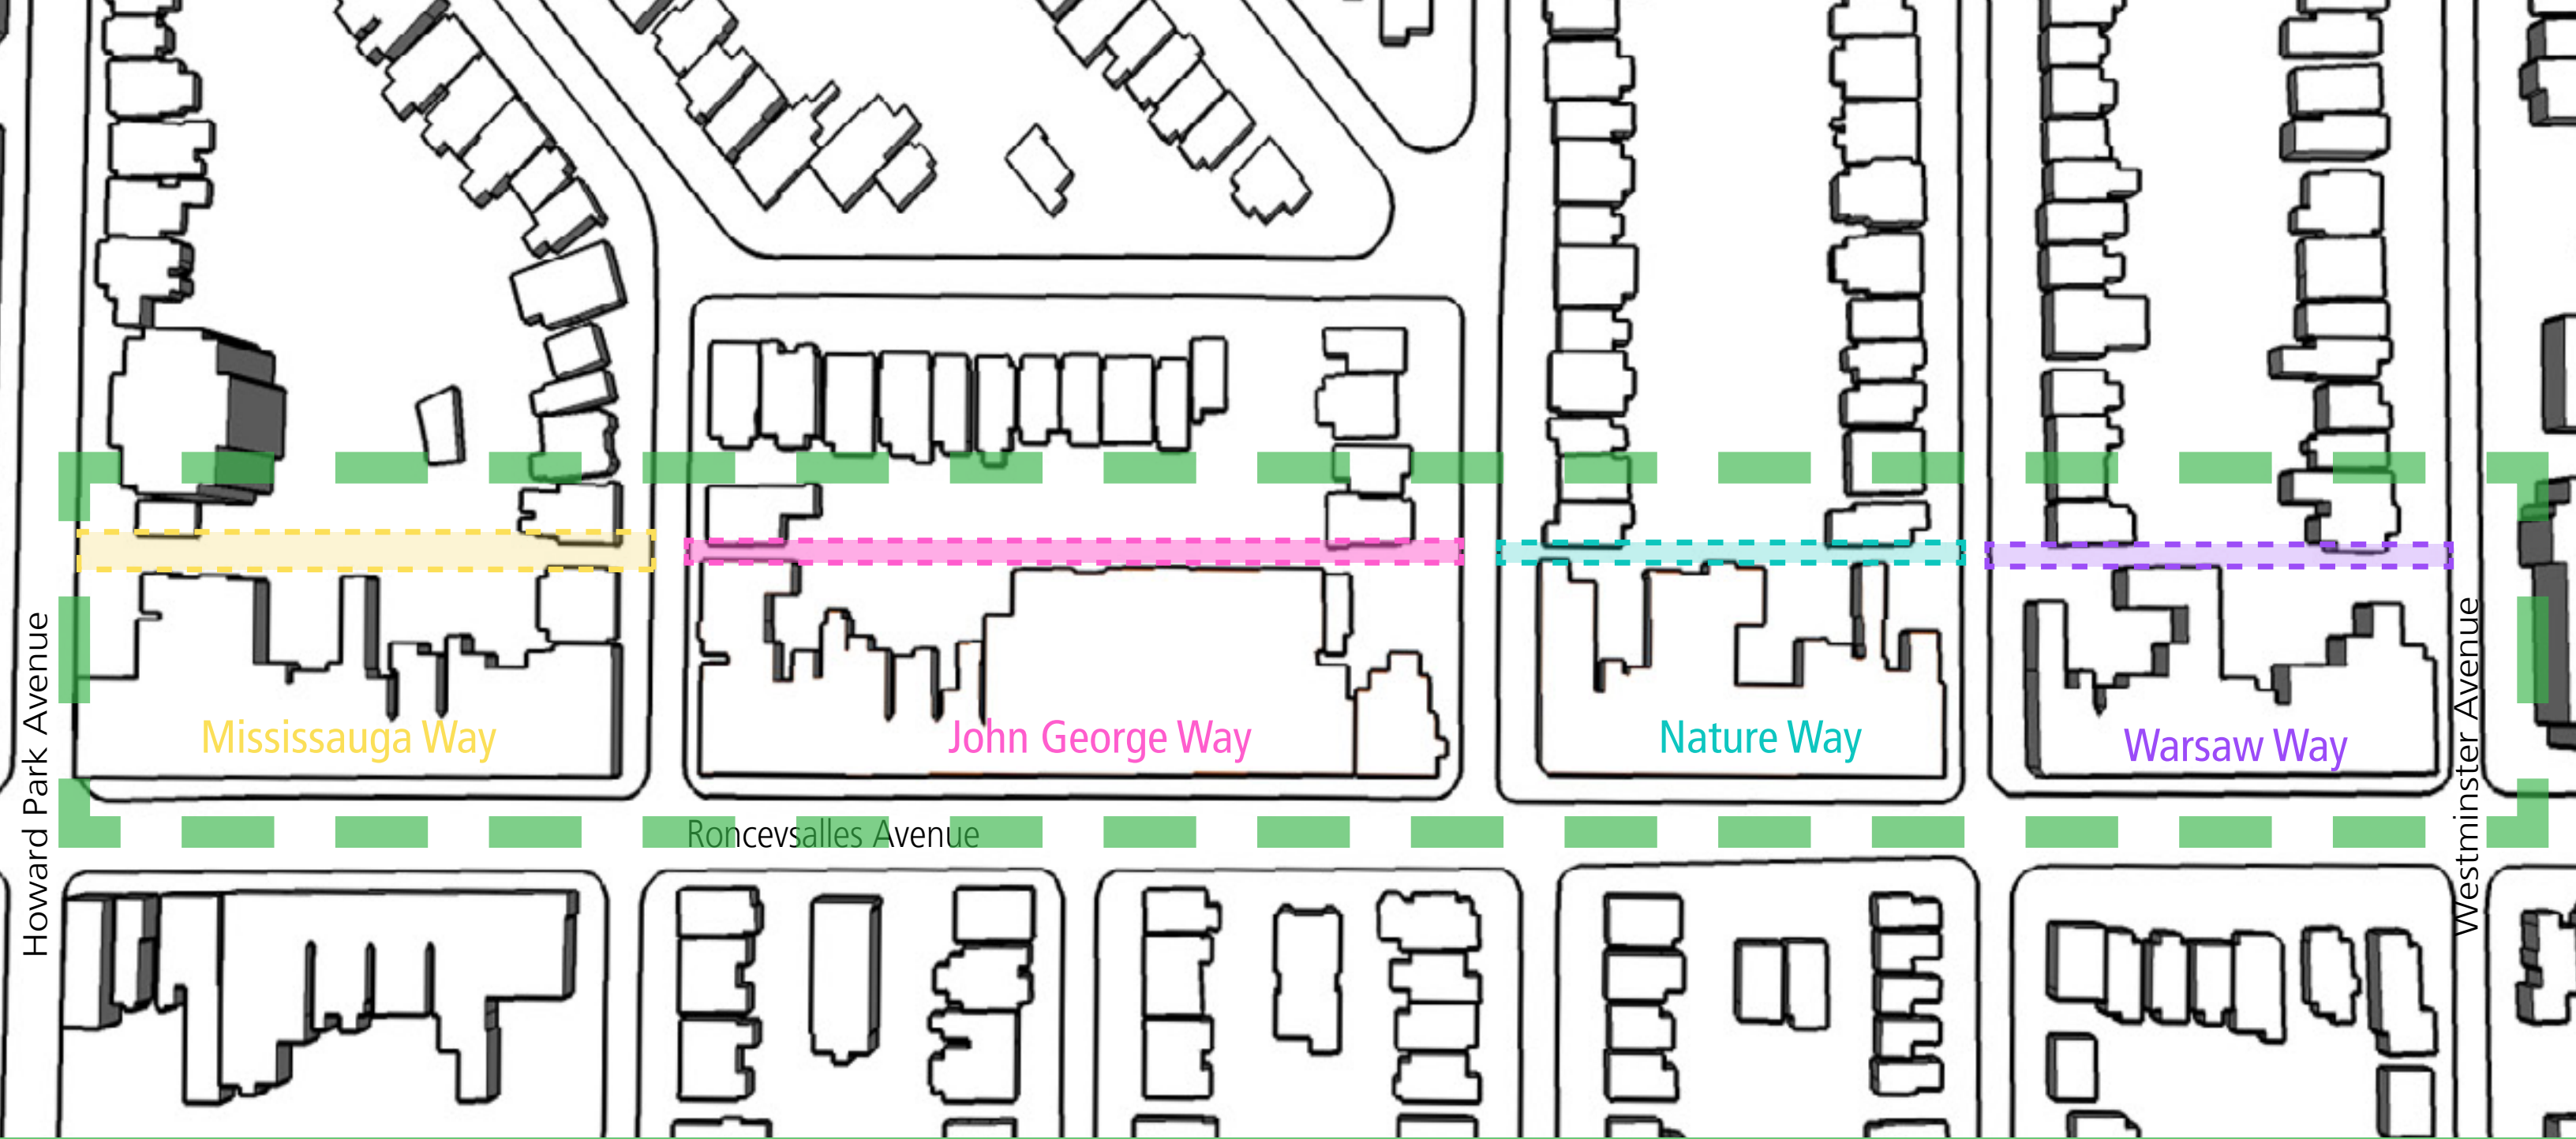 Howard Park Avenue
Mississauga Way
John George Way
Nature Way
Warsaw Way
Westminster Avenue
Roncevsalles Avenue